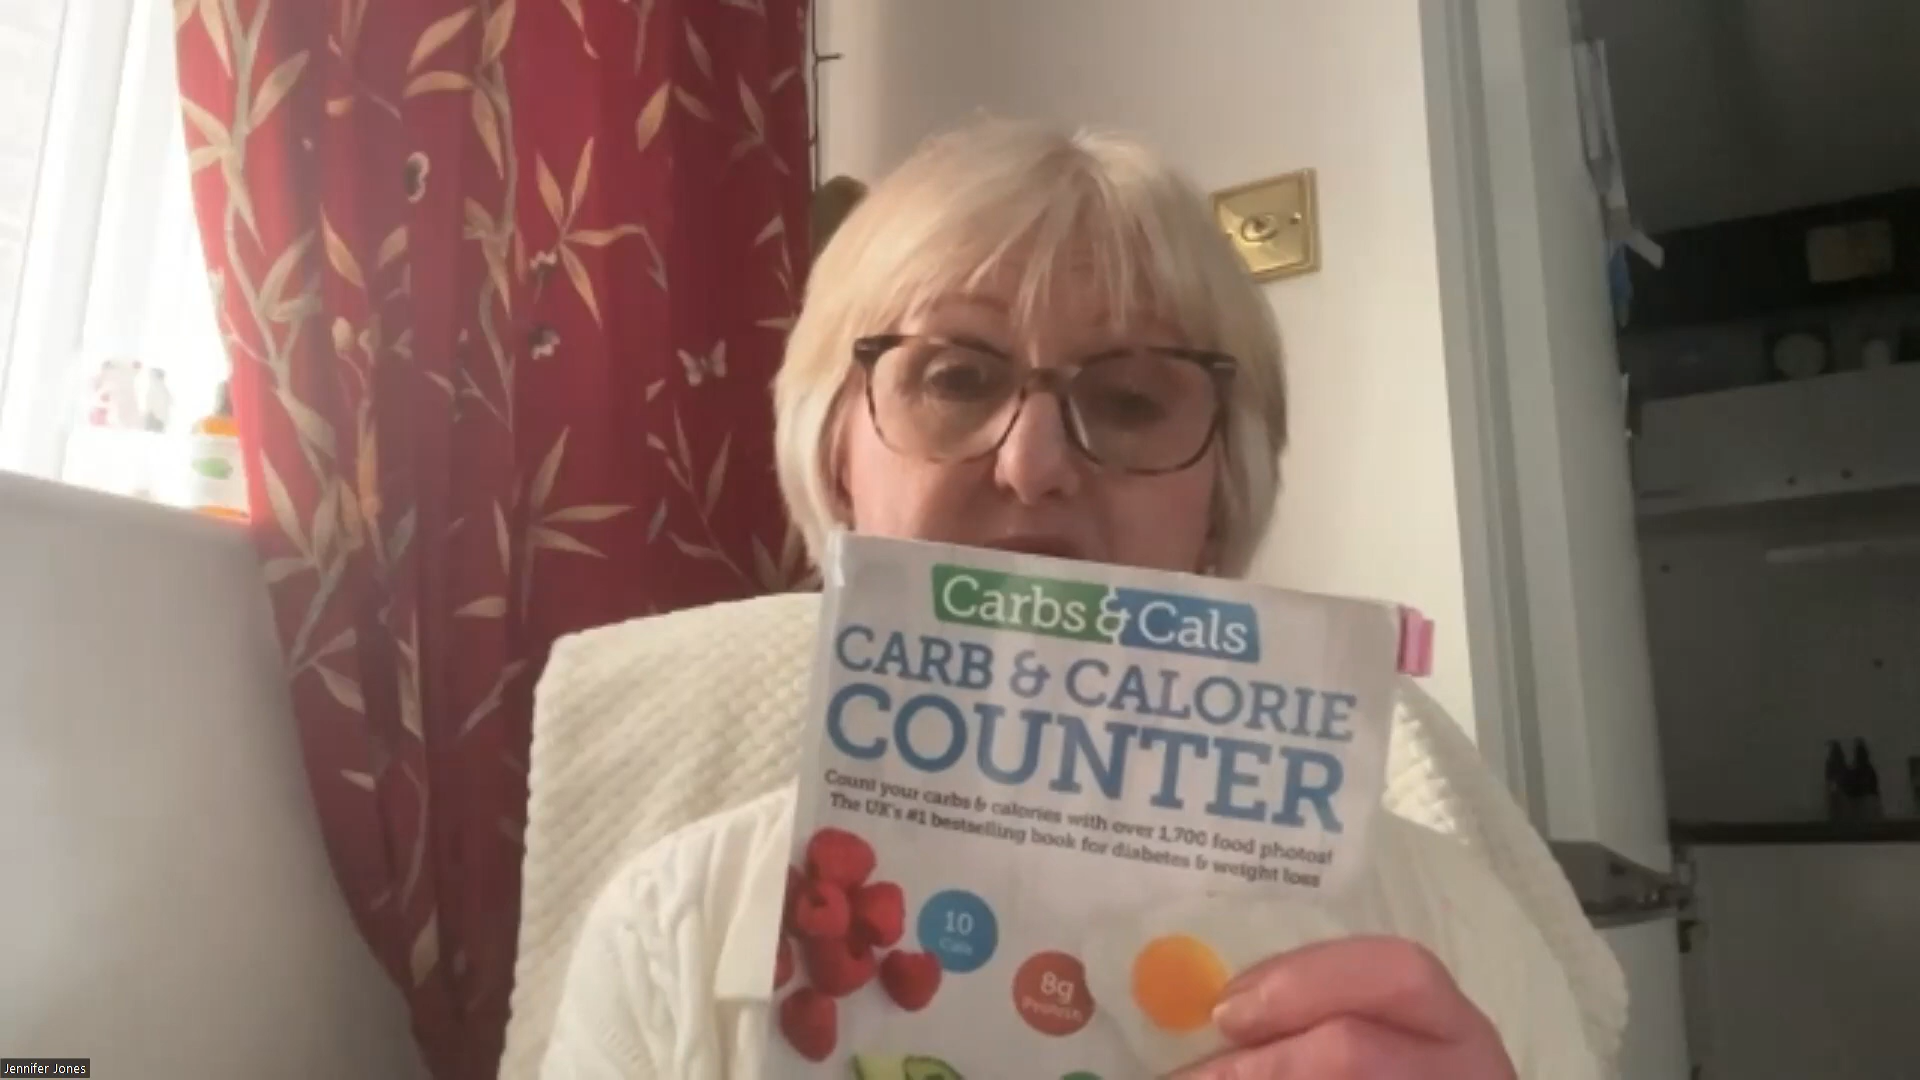 Carbs & Cals
CARB & CALORIE
COUNTER
Count your carbs & calories with over 1,700 food photos!
The UK's #1 bestselling book for diabetes & weight loss
10
Cals
8g
Protein
Jennifer Jones